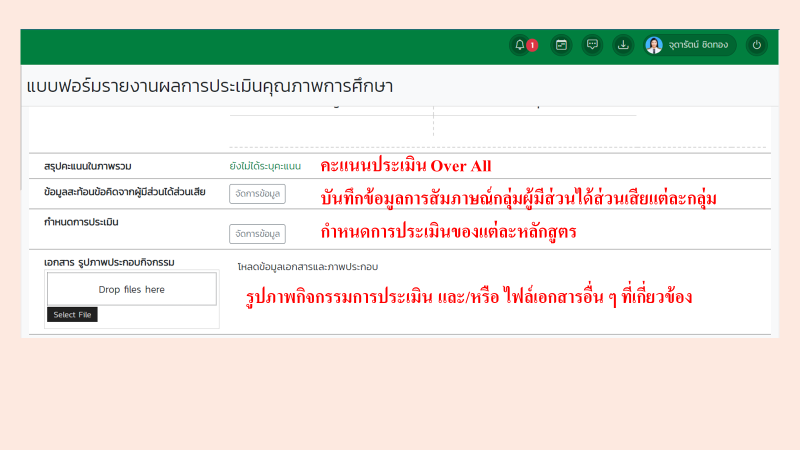 1
จุฑารัตน์ ชิดทอง
แบบฟอร์มรายงานผลการประเมินคุณภาพการศึกษา
สรุปคะแนนในภาพรวม
ยังไม่ได้ระบุคะแนน
คะแนนประเมิน Over All
ข้อมูลสะท้อนข้อคิดจากผู้มีส่วนได้ส่วนเสีย
จัดการข้อมูล
บันทึกข้อมูลการสัมภาษณ์กลุ่มผู้มีส่วนได้ส่วนเสียแต่ละกลุ่ม
กำหนดการประเมิน
จัดการข้อมูล
กำหนดการประเมินของแต่ละหลักสูตร
เอกสาร รูปภาพประกอบกิจกรรม
โหลดข้อมูลเอกสารและภาพประกอบ
Drop files here
Select File
รูปภาพกิจกรรมการประเมิน และ/หรือ ไฟล์เอกสารอื่น ๆ ที่เกี่ยวข้อง